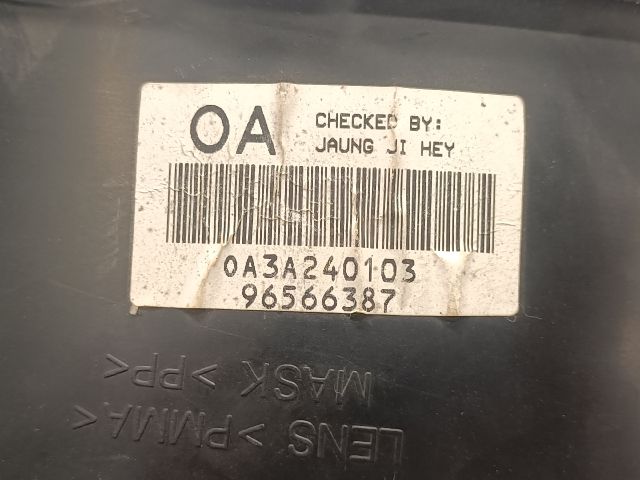 OA
CHECKED BY:
JAUNG JI HEY
0A3A240103
96566387
LENS >PMMA<
MASK >PP<